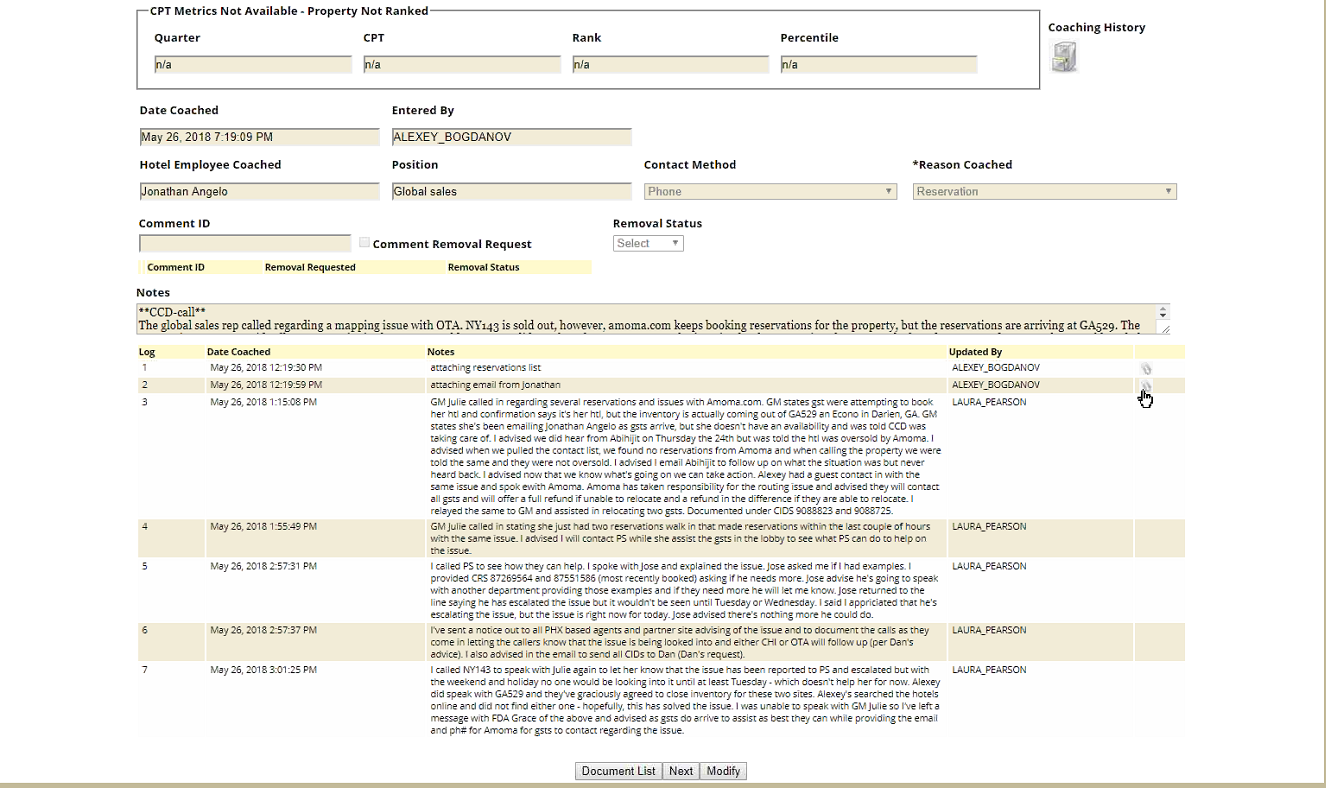 CPT Metrics Not Available - Property Not Ranked
Coaching History
Quarter CPT Rank Percentile
n/a n/a n/a n/a
Date Coached Entered By
May 26, 2018 7:19:09 PM ALEXEY_BOGDANOV
Hotel Employee Coached Position Contact Method *Reason Coached
Jonathan Angelo Global sales Phone Reservation
Comment ID Removal Status
Comment Removal Request Select
Comment ID Removal Requested Removal Status
Notes
**CCD-call**
The global sales rep called regarding a mapping issue with OTA. NY143 is sold out, however, amoma.com keeps booking reservations for the property, but the reservations are arriving at GA529. The
Log Date Coached Notes Updated By
1 May 26, 2018 12:19:30 PM attaching reservations list ALEXEY_BOGDANOV
2 May 26, 2018 12:19:59 PM attaching email from Jonathan ALEXEY_BOGDANOV
3 May 26, 2018 1:15:08 PM GM Julie called in regarding several reservations and issues with Amoma.com. GM states gst were attempting to book LAURA_PEARSON
her htl and confirmation says it's her htl, but the inventory is actually coming out of GA529 an Econo in Darien, GA. GM
states she's been emailing Jonathan Angelo as gsts arrive, but she doesn't have an availability and was told CCD was
taking care of. I advised we did hear from Abihijit on Thursday the 24th but was told the htl was oversold by Amoma. I
advised when we pulled the contact list, we found no reservations from Amoma and when calling the property we were
told the same and they were not oversold. I advised I email Abihijit to follow up on what the situation was but never
heard back. I advised now that we know what's going on we can take action. Alexey had a guest contact in with the
same issue and spok ewith Amoma. Amoma has taken responsibility for the routing issue and advised they will contact
all gsts and will offer a full refund if unable to relocate and a refund in the difference if they are able to relocate. I
relayed the same to GM and assisted in relocating two gsts. Documented under CIDS 9088823 and 9088725.
4 May 26, 2018 1:55:49 PM GM Julie called in stating she just had two reservations walk in that made reservations within the last couple of hours LAURA_PEARSON
with the same issue. I advised I will contact PS while she assist the gsts in the lobby to see what PS can do to help on
the issue.
5 May 26, 2018 2:57:31 PM I called PS to see how they can help. I spoke with Jose and explained the issue. Jose asked me if I had examples. I LAURA_PEARSON
provided CRS 87269564 and 87551586 (most recently booked) asking if he needs more. Jose advise he's going to speak
with another department providing those examples and if they need more he will let me know. Jose returned to the
line saying he has escalated the issue but it wouldn't be seen until Tuesday or Wednesday. I said I appriciated that he's
escalating the issue, but the issue is right now for today. Jose advised there's nothing more he could do.
6 May 26, 2018 2:57:37 PM I've sent a notice out to all PHX based agents and partner site advising of the issue and to document the calls as they LAURA_PEARSON
come in letting the callers know that the issue is being looked into and either CHI or OTA will follow up (per Dan's
advice). I also advised in the email to send all CIDs to Dan (Dan's request).
7 May 26, 2018 3:01:25 PM I called NY143 to speak with Julie again to let her know that the issue has been reported to PS and escalated but with LAURA_PEARSON
the weekend and holiday no one would be looking into it until at least Tuesday - which doesn't help her for now. Alexey
did speak with GA529 and they've graciously agreed to close inventory for these two sites. Alexey's searched the hotels
online and did not find either one - hopefully, this has solved the issue. I was unable to speak with GM Julie so I've left a
message with FDA Grace of the above and advised as gsts do arrive to assist as best they can while providing the email
and ph# for Amoma for gsts to contact regarding the issue.
Document List Next Modify